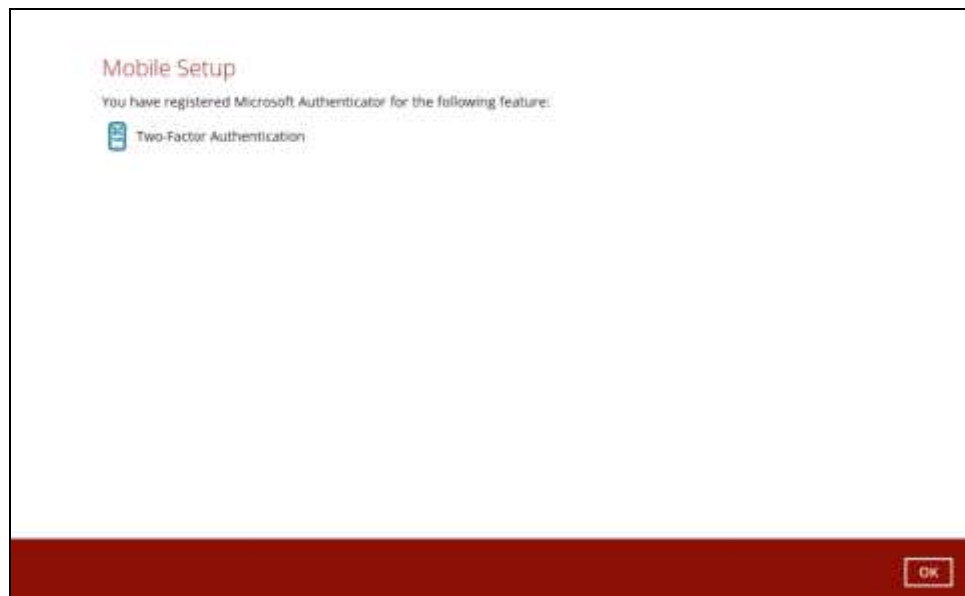 Mobile Setup
You have registered Microsoft Authenticator for the following feature:
Two-Factor Authentication
OK